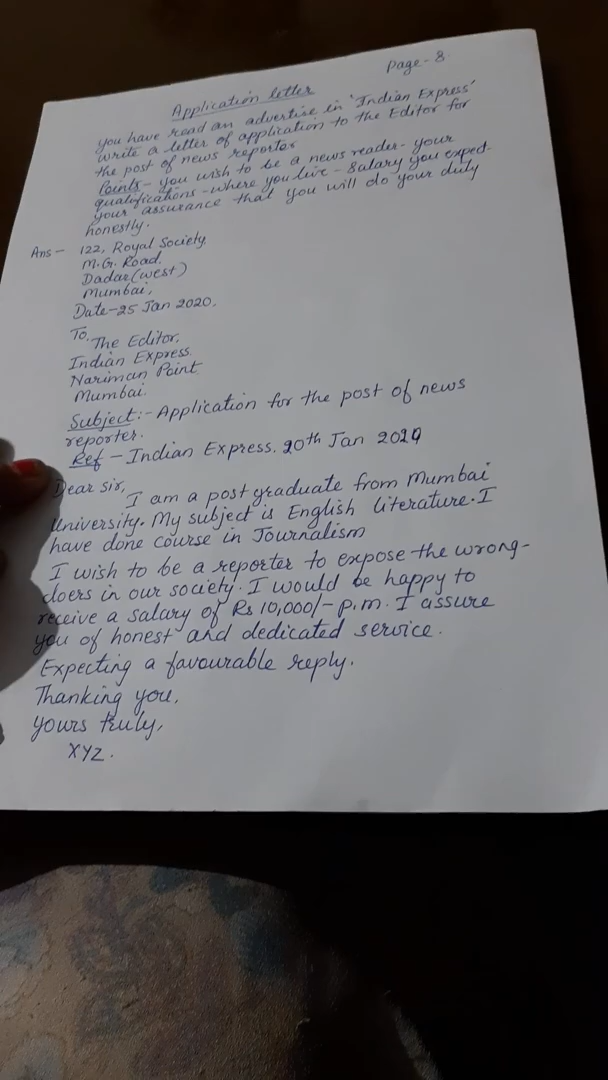 Page-8
Application letter
you have read an advertise in 'Indian Express'
write a letter of application to the Editor for
the post of news reporter
Points- you wish to be a news reader- your
qualifications-where you live - Salary you expect-
your assurance that you will do your duty
honestly.
Ans- 122, Royal Society,
M.G. Road.
Dadar(west)
Mumbai,
Date-25 Jan 2020.
To,
The Editor,
Indian Express
Nariman Point
Mumbai.
Subject:-Application for the post of news
reporter.
Ref - Indian Express. 20th Jan 2020
Dear Sir,
I am a post graduate from Mumbai
University. My subject is English Literature. I
have done course in Journalism
I wish to be a reporter to expose the wrong-
doers in our society. I would be happy to
receive a salary of Rs 10,000/- p.m. I assure
you of honest and dedicated service.
Expecting a favourable reply.
Thanking you,
yours truly,
XYZ.